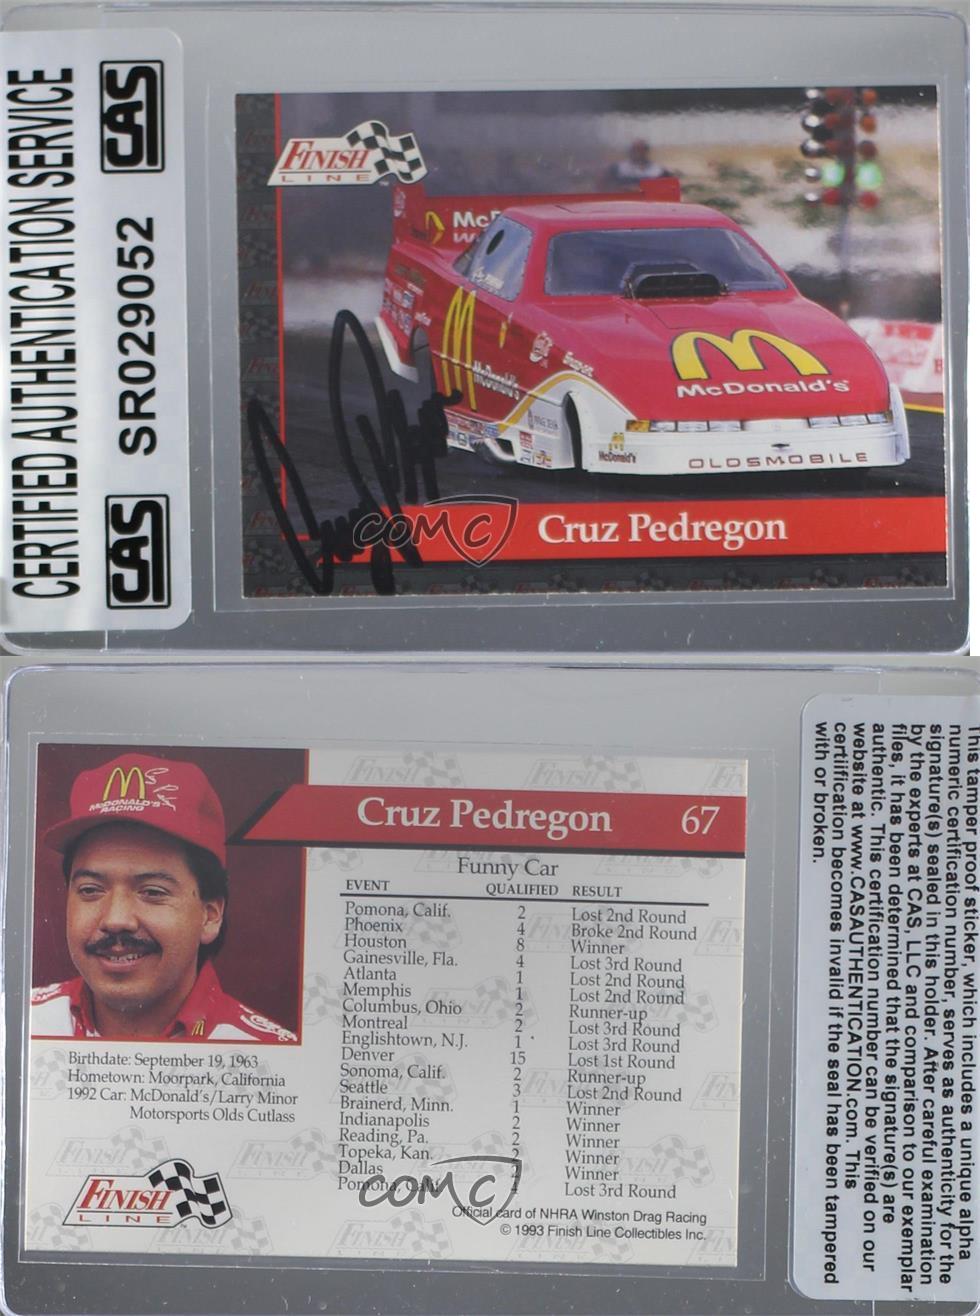 CERTIFIED AUTHENTICATION SERVICE
CAS
SR029052
CAS
FINISH
LINE
McDonald's
McDonald's
McDonald's
OLDSMOBILE
COMC
Cruz Pedregon
This tamper proof sticker, which includes a unique alpha
numeric certification number, serves as authenticity for the
signature(s) sealed in this holder. After careful examination
by the experts at CAS, LLC and comparison to our exemplar
files, it has been determined that the signature(s) are
authentic. This certification number can be verified on our
website at www.CASAUTHENTICATION.com. This
certification becomes invalid if the seal has been tampered
with or broken.
McDONALD'S
RACING
Cruz Pedregon 67
Funny Car
EVENT QUALIFIED RESULT
Pomona, Calif. 2 Lost 2nd Round
Phoenix 4 Broke 2nd Round
Houston 8 Winner
Gainesville, Fla. 4 Lost 3rd Round
Atlanta 1 Lost 2nd Round
Memphis 1 Lost 2nd Round
Columbus, Ohio 2 Runner-up
Montreal 2 Lost 3rd Round
Englishtown, N.J. 1 Lost 3rd Round
Denver 15 Lost 1st Round
Sonoma, Calif. 2 Runner-up
Seattle 3 Lost 2nd Round
Brainerd, Minn. 1 Winner
Indianapolis 2 Winner
Reading, Pa. 2 Winner
Topeka, Kan. 2 Winner
Dallas 2 Winner
Pomona, Calif. Lost 3rd Round
Birthdate: September 19, 1963
Hometown: Moorpark, California
1992 Car: McDonald's/Larry Minor
Motorsports Olds Cutlass
FINISH
LINE
COMC
Official card of NHRA Winston Drag Racing
© 1993 Finish Line Collectibles Inc.